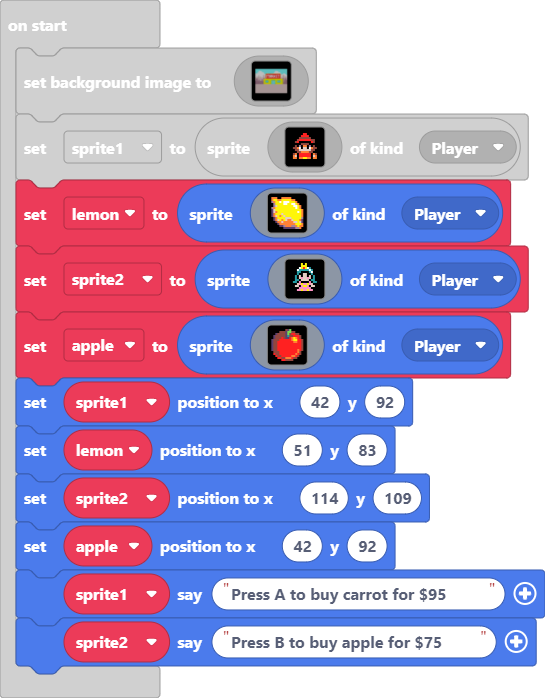 on start
set background image to
set sprite1 to sprite of kind Player
set lemon to sprite of kind Player
set sprite2 to sprite of kind Player
set apple to sprite of kind Player
set sprite1 position to x 42 y 92
set lemon position to x 51 y 83
set sprite2 position to x 114 y 109
set apple position to x 42 y 92
sprite1 say "Press A to buy carrot for $95"
sprite2 say "Press B to buy apple for $75"